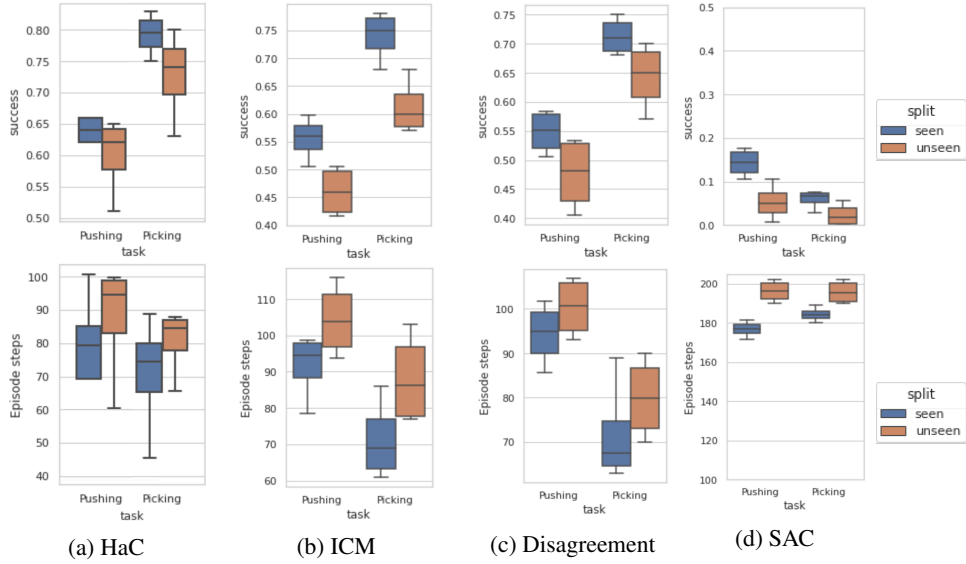 0.80
0.75
0.70
0.65
0.60
0.55
0.50
success
Pushing Picking
task
0.75
0.70
0.65
0.60
0.55
0.50
0.45
0.40
success
Pushing Picking
task
0.75
0.70
0.65
0.60
0.55
0.50
0.45
0.40
success
Pushing Picking
task
0.5
0.4
0.3
0.2
0.1
0.0
success
Pushing Picking
task
split
seen
unseen
100
90
80
70
60
50
40
Episode steps
Pushing Picking
task
110
100
90
80
70
60
Episode steps
Pushing Picking
task
100
90
80
70
Episode steps
Pushing Picking
task
200
180
160
140
120
100
Episode steps
Pushing Picking
task
split
seen
unseen
(a) HaC
(b) ICM
(c) Disagreement
(d) SAC